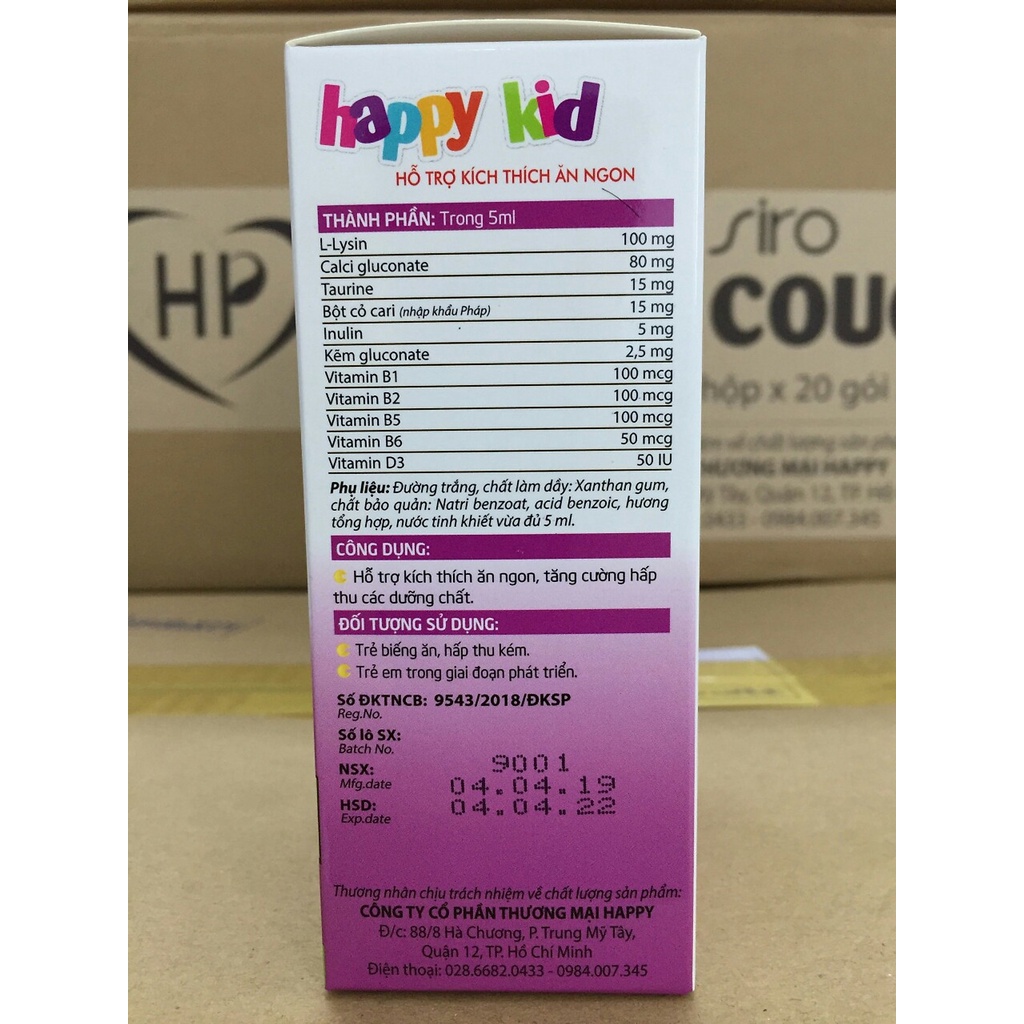 happy kid
HỖ TRỢ KÍCH THÍCH ĂN NGON
THÀNH PHẦN: Trong 5ml
L-Lysin 100 mg
Calci gluconate 80 mg
Taurine 15 mg
Bột cỏ cari (nhập khẩu Pháp) 15 mg
Inulin 5 mg
Kẽm gluconate 2,5 mg
Vitamin B1 100 mcg
Vitamin B2 100 mcg
Vitamin B5 100 mcg
Vitamin B6 50 mcg
Vitamin D3 50 IU
Phụ liệu: Đường trắng, chất làm dầy: Xanthan gum,
chất bảo quản: Natri benzoat, acid benzoic, hương
tổng hợp, nước tinh khiết vừa đủ 5 ml.
CÔNG DỤNG:
Hỗ trợ kích thích ăn ngon, tăng cường hấp
thu các dưỡng chất.
ĐỐI TƯỢNG SỬ DỤNG:
Trẻ biếng ăn, hấp thu kém.
Trẻ em trong giai đoạn phát triển.
Số ĐKTNCB: 9543/2018/ĐKSP
Reg.No.
Số lô SX:
Batch No. 9001
NSX: 04.04.19
Mfg.date
HSD: 04.04.22
Exp.date
Thương nhân chịu trách nhiệm về chất lượng sản phẩm:
CÔNG TY CỔ PHẦN THƯƠNG MẠI HAPPY
Đ/c: 88/8 Hà Chương, P. Trung Mỹ Tây,
Quận 12, TP. Hồ Chí Minh
Điện thoại: 028.6682.0433 - 0984.007.345
HP
siro
COU
hộp x 20 gói
về chất lượng sản
ƯƠNG MẠI HAPPY
Tây, Quận 12, TP. Hồ
0433 - 0984.007.345